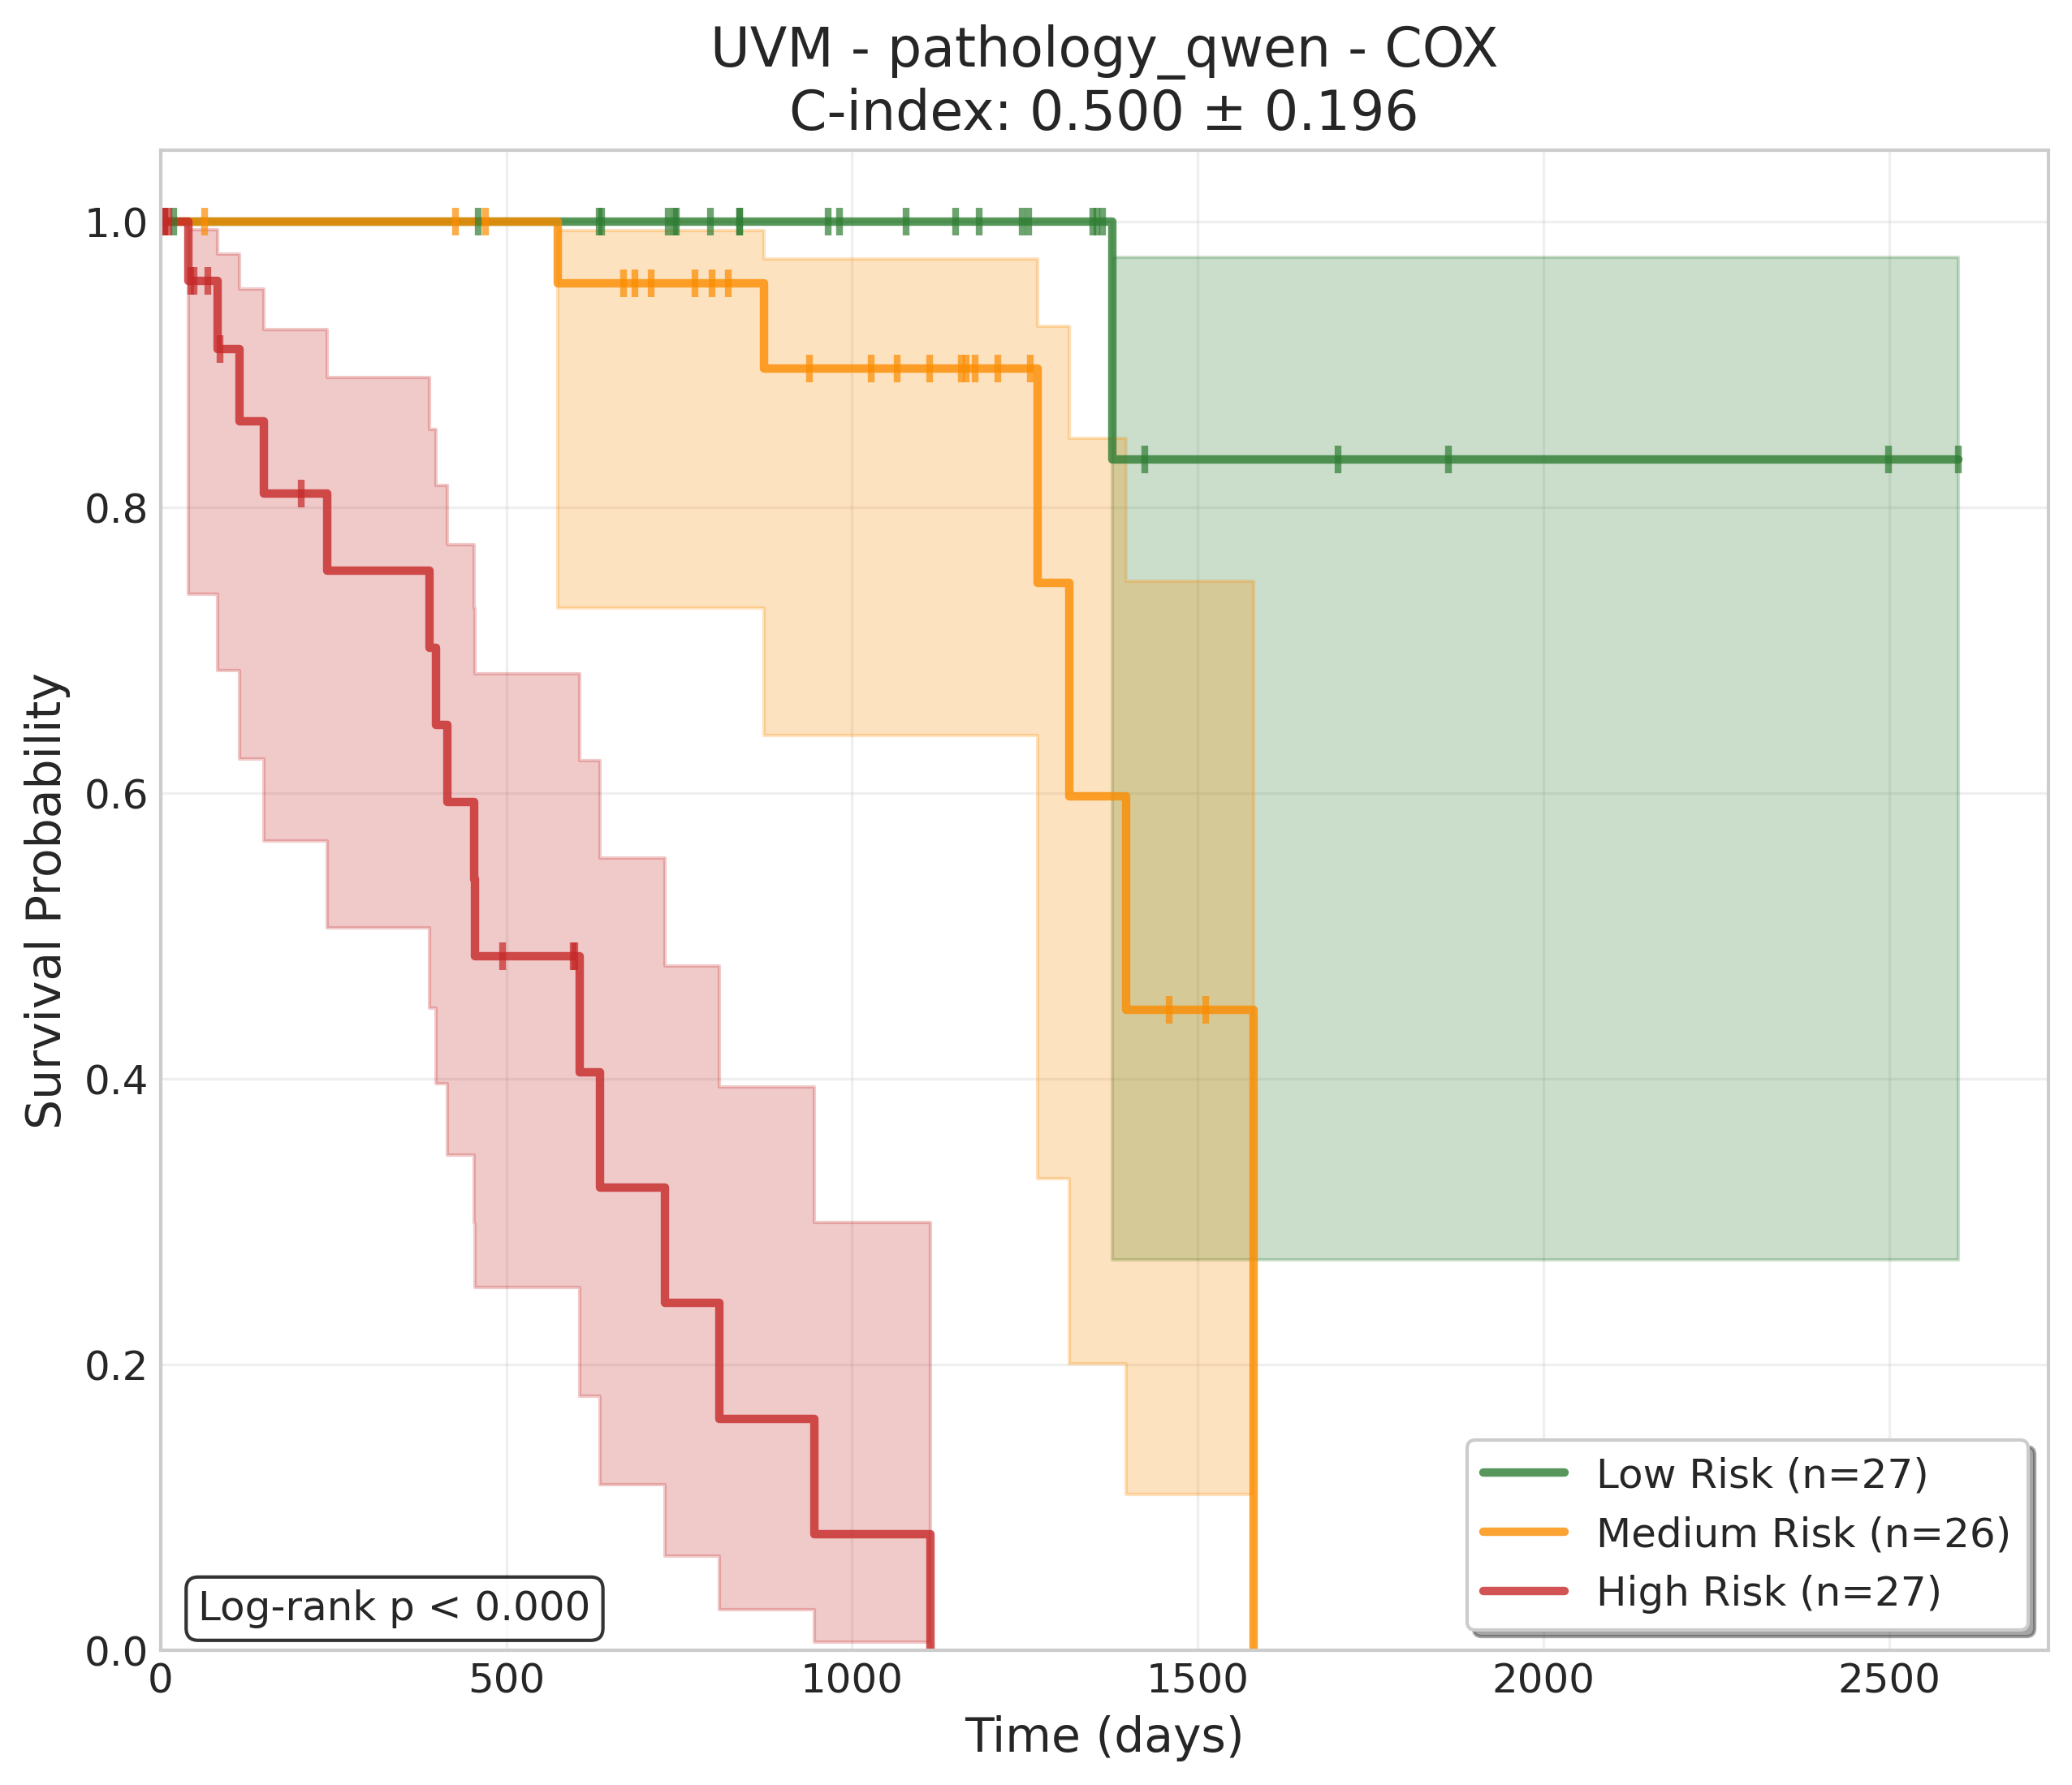 UVM - pathology_qwen - COX
C-index: 0.500 ± 0.196
Survival Probability
1.0
0.8
0.6
0.4
0.2
0.0
0 500 1000 1500 2000 2500
Time (days)
Log-rank p < 0.000
Low Risk (n=27)
Medium Risk (n=26)
High Risk (n=27)